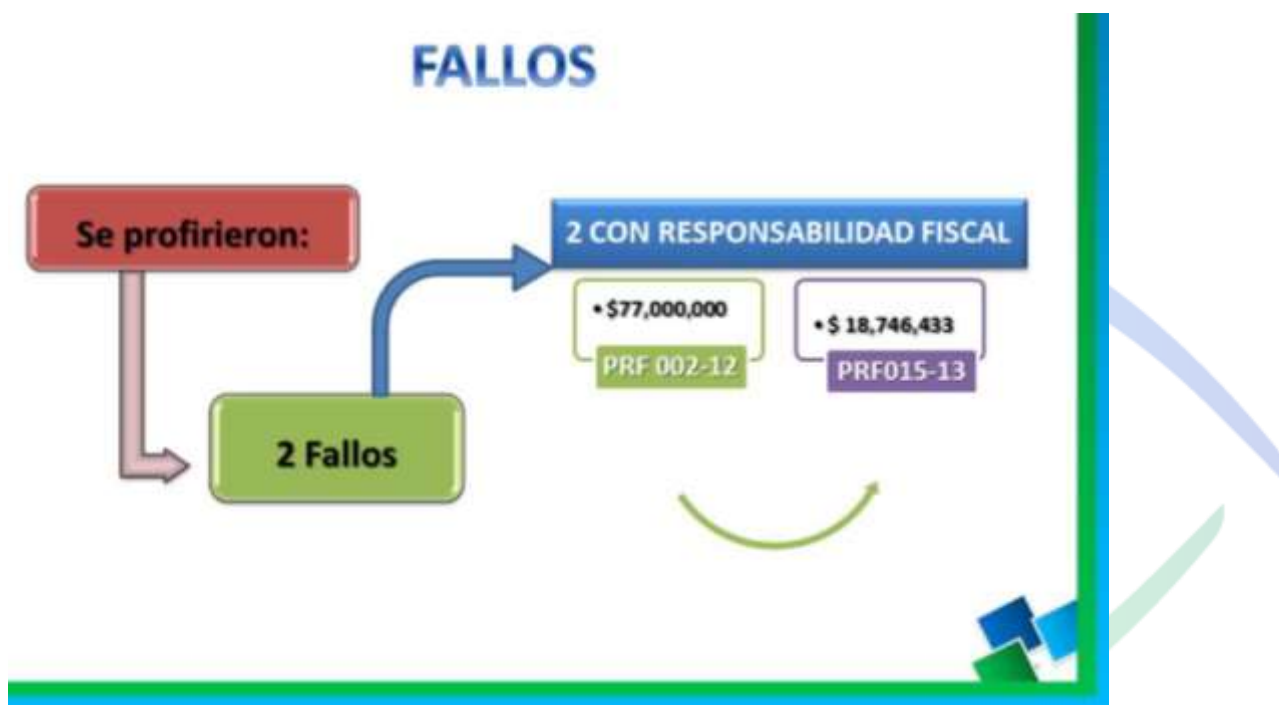 FALLOS
Se profirieron:
2 Fallos
2 CON RESPONSABILIDAD FISCAL
• $77,000,000
PRF 002-12
• $ 18,746,433
PRF015-13